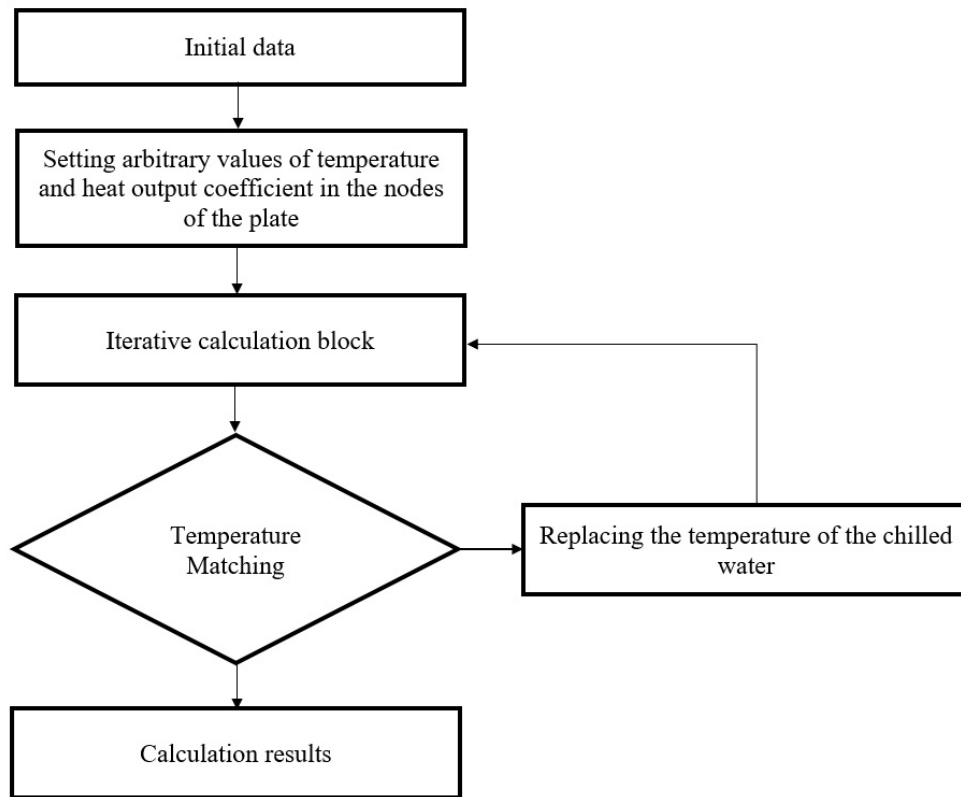 Initial data
Setting arbitrary values of temperature
and heat output coefficient in the nodes
of the plate
Iterative calculation block
Temperature
Matching
Replacing the temperature of the chilled
water
Calculation results